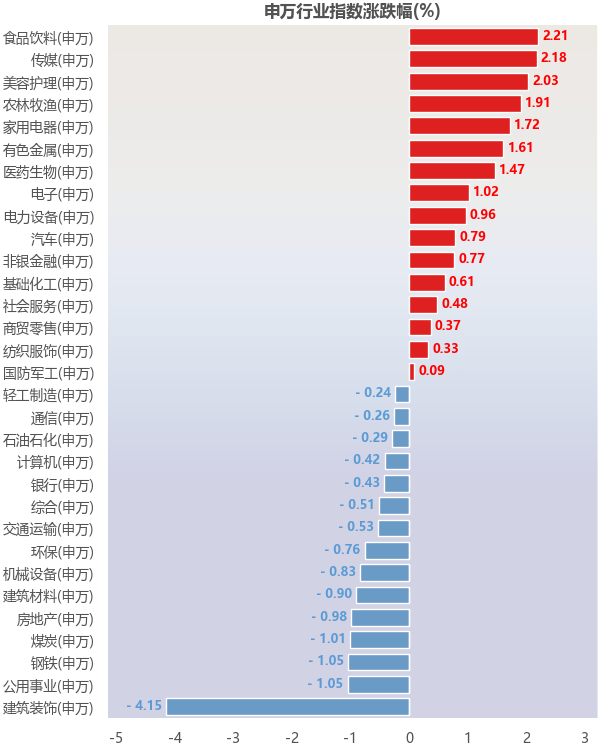 申万行业指数涨跌幅(%)
食品饮料(申万) 2.21
传媒(申万) 2.18
美容护理(申万) 2.03
农林牧渔(申万) 1.91
家用电器(申万) 1.72
有色金属(申万) 1.61
医药生物(申万) 1.47
电子(申万) 1.02
电力设备(申万) 0.96
汽车(申万) 0.79
非银金融(申万) 0.77
基础化工(申万) 0.61
社会服务(申万) 0.48
商贸零售(申万) 0.37
纺织服饰(申万) 0.33
国防军工(申万) 0.09
轻工制造(申万) - 0.24
通信(申万) - 0.26
石油石化(申万) - 0.29
计算机(申万) - 0.42
银行(申万) - 0.43
综合(申万) - 0.51
交通运输(申万) - 0.53
环保(申万) - 0.76
机械设备(申万) - 0.83
建筑材料(申万) - 0.90
房地产(申万) - 0.98
煤炭(申万) - 1.01
钢铁(申万) - 1.05
公用事业(申万) - 1.05
建筑装饰(申万) - 4.15
-5 -4 -3 -2 -1 0 1 2 3